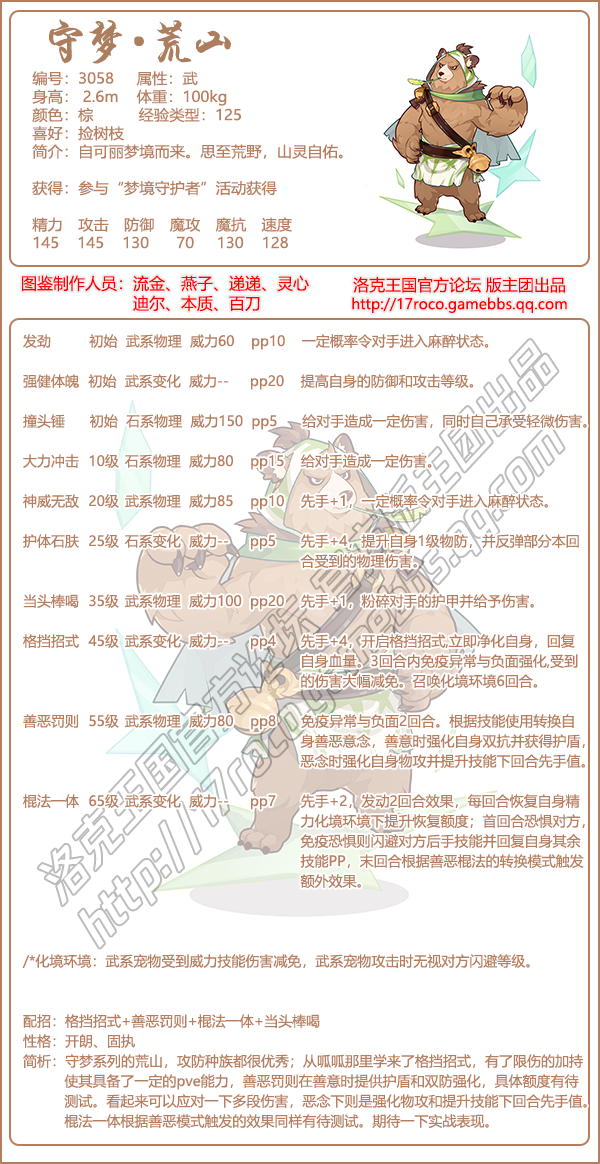 守梦·荒山
编号：3058 属性：武
身高： 2.6m 体重：100kg
颜色：棕 经验类型：125
喜好：捡树枝
简介：自可丽梦境而来。思至荒野，山灵自佑。
获得：参与“梦境守护者”活动获得
精力 攻击 防御 魔攻 魔抗 速度
145 145 130 70 130 128
图鉴制作人员：流金、燕子、递递、灵心
迪尔、本质、百刀
洛克王国官方论坛 版主团出品
http://17roco.gamebbs.qq.com
发劲 初始 武系物理 威力60 pp10 一定概率令对手进入麻醉状态。
强健体魄 初始 武系变化 威力-- pp20 提高自身的防御和攻击等级。
撞头锤 初始 石系物理 威力150 pp5 给对手造成一定伤害，同时自己承受轻微伤害。
大力冲击 10级 石系物理 威力80 pp15 给对手造成一定伤害。
神威无敌 20级 武系物理 威力85 pp10 先手+1，一定概率令对手进入麻醉状态。
护体石肤 25级 石系变化 威力-- pp5 先手+4，提升自身1级物防，并反弹部分本回
合受到的物理伤害。
当头棒喝 35级 武系物理 威力100 pp20 先手+1，粉碎对手的护甲并给予伤害。
格挡招式 45级 武系变化 威力-- pp4 先手+4，开启格挡招式,立即净化自身，回复
自身血量。3回合内免疫异常与负面强化,受到
的伤害大幅减免。召唤化境环境6回合。
善恶罚则 55级 武系物理 威力80 pp8 免疫异常与负面2回合。根据技能使用转换自
身善恶意念，善意时强化自身双抗并获得护盾，
恶念时强化自身物攻并提升技能下回合先手值。
棍法一体 65级 武系变化 威力-- pp7 先手+2，发动2回合效果，每回合恢复自身精
力化境环境下提升恢复额度；首回合恐惧对方，
免疫恐惧则闪避对方后手技能并回复自身其余
技能PP，末回合根据善恶棍法的转换模式触发
额外效果。
洛克王国官方论坛 版主团出品
http://17roco.gamebbs.qq.com
/*化境环境：武系宠物受到威力技能伤害减免，武系宠物攻击时无视对方闪避等级。
配招：格挡招式+善恶罚则+棍法一体+当头棒喝
性格：开朗、固执
简析：守梦系列的荒山，攻防种族都很优秀；从呱呱那里学来了格挡招式，有了限伤的加持
使其具备了一定的pve能力，善恶罚则在善意时提供护盾和双防强化，具体额度有待
测试。看起来可以应对一下多段伤害，恶念下则是强化物攻和提升技能下回合先手值。
棍法一体根据善恶模式触发的效果同样有待测试。期待一下实战表现。